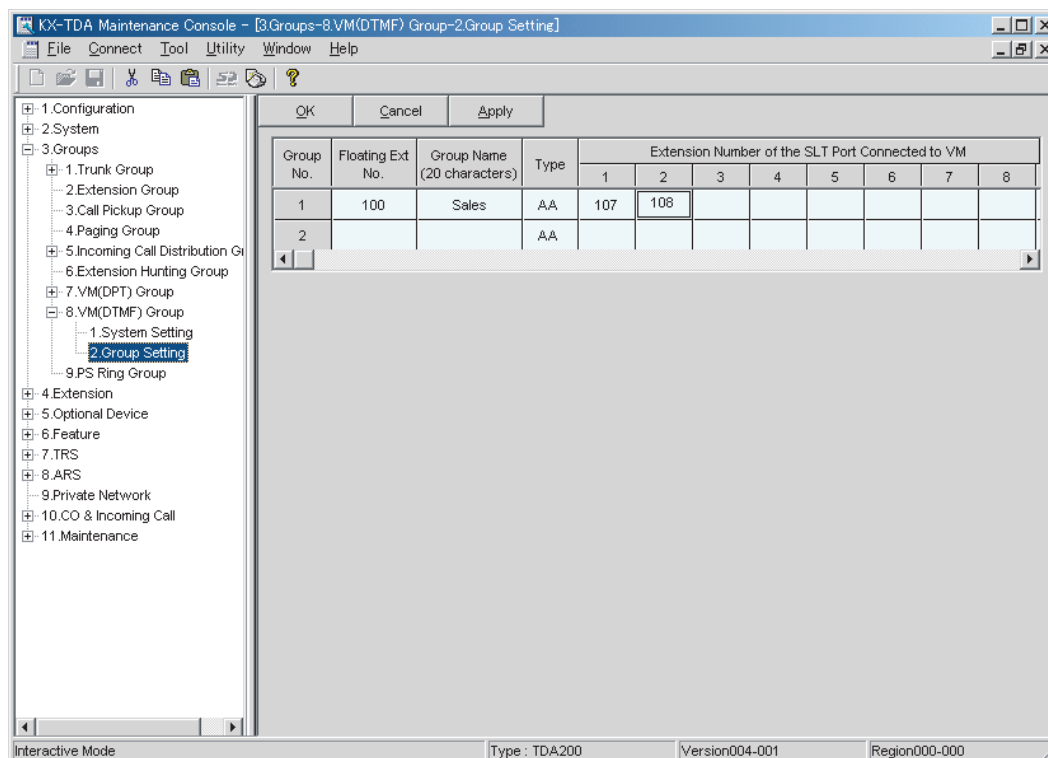 KX-TDA Maintenance Console - [3.Groups-8.VM(DTMF) Group-2.Group Setting]
File Connect Tool Utility Window Help
1.Configuration
2.System
3.Groups
1.Trunk Group
2.Extension Group
3.Call Pickup Group
4.Paging Group
5.Incoming Call Distribution
6.Extension Hunting Group
7.VM(DPT) Group
8.VM(DTMF) Group
1.System Setting
2.Group Setting
9.PS Ring Group
4.Extension
5.Optional Device
6.Feature
7.TRS
8.ARS
9.Private Network
10.CO & Incoming Call
11.Maintenance
OK Cancel Apply
Group No. Floating Ext No. Group Name (20 characters) Type Extension Number of the SLT Port Connected to VM
1 2 3 4 5 6 7 8
1 100 Sales AA 107 108
2 AA
Interactive Mode Type : TDA200 Version004-001 Region000-000